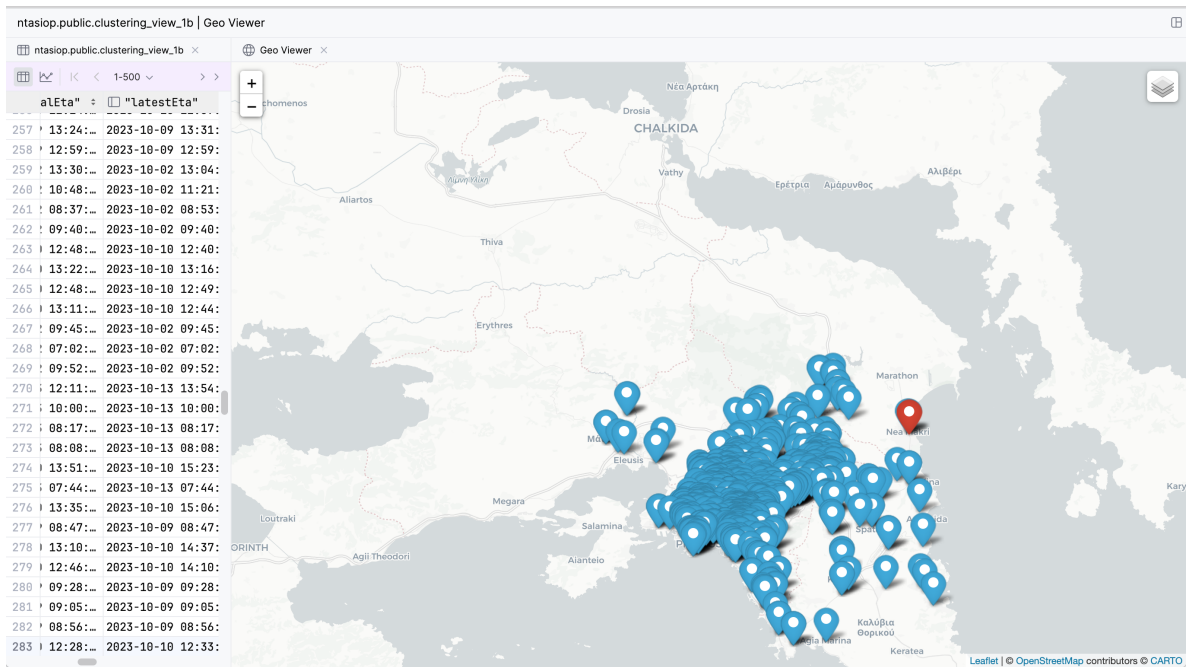 ntasiop.public.clustering_view_1b | Geo Viewer
ntasiop.public.clustering_view_1b ×
Geo Viewer ×
1-500
alEta" "latestEta"
257 13:24:… 2023-10-09 13:31:
258 12:59:… 2023-10-09 12:59:
259 13:30:… 2023-10-02 13:04:
260 10:48:… 2023-10-02 11:21:
261 08:37:… 2023-10-02 08:53:
262 09:40:… 2023-10-02 09:40:
263 12:48:… 2023-10-10 12:40:
264 13:22:… 2023-10-10 13:16:
265 12:48:… 2023-10-10 12:49:
266 13:11:… 2023-10-10 12:44:
267 09:45:… 2023-10-02 09:45:
268 07:02:… 2023-10-02 07:02:
269 09:52:… 2023-10-02 09:52:
270 12:11:… 2023-10-13 13:54:
271 10:00:… 2023-10-13 10:00:
272 08:17:… 2023-10-13 08:17:
273 08:08:… 2023-10-13 08:08:
274 13:51:… 2023-10-10 15:23:
275 07:44:… 2023-10-13 07:44:
276 13:35:… 2023-10-10 15:06:
277 08:47:… 2023-10-09 08:47:
278 13:10:… 2023-10-10 14:37:
279 12:46:… 2023-10-10 14:10:
280 09:28:… 2023-10-09 09:28:
281 09:05:… 2023-10-09 09:05:
282 08:56:… 2023-10-09 08:56:
283 12:28:… 2023-10-10 12:33:
+
−
chomenos
Νέα Αρτάκη
Drosia
CHALKIDA
Vathy
Λίμνη Υλίκη
Ερέτρια
Αμάρυνθος
Αλιβέρι
Aliartos
Thiva
Erythres
Marathon
Nea Makri
Eleusis
Megara
Salamina
Loutraki
ORINTH
Agii Theodori
Aianteio
Kary
Καλύβια
Θορικού
Agia Marina
Keratea
Leaflet | © OpenStreetMap contributors © CARTO